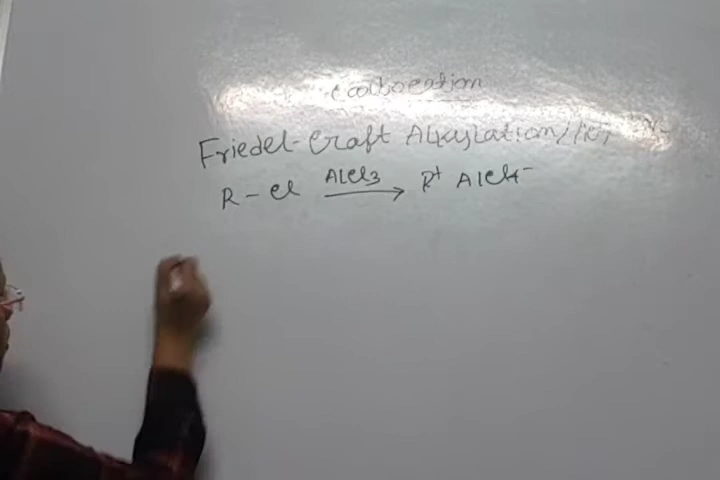 Carbocation
Friedel-Craft Alkylation/
R-Cl AlCl3 → R+ AlCl4-